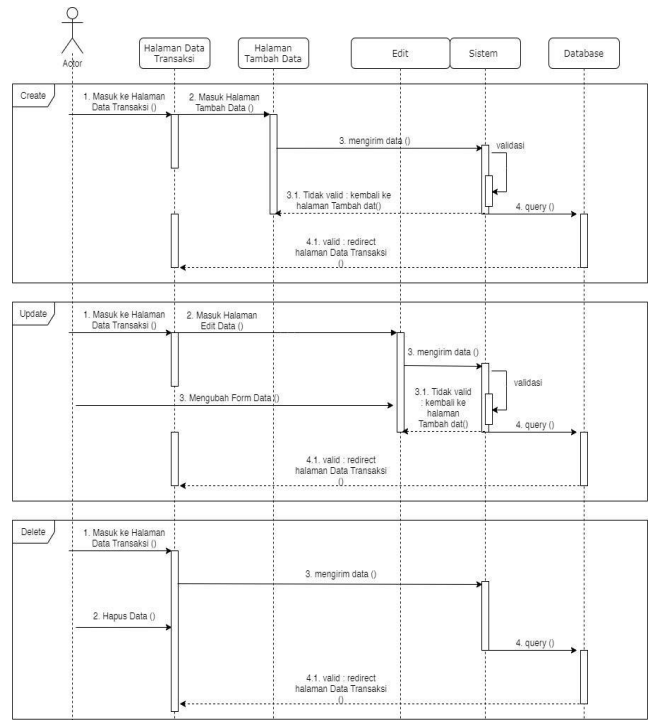 Actor
Halaman Data
Transaksi
Halaman
Tambah Data
Edit
Sistem
Database
Create
1. Masuk ke Halaman
Data Transaksi ()
2. Masuk Halaman
Tambah Data ()
3. mengirim data ()
validasi
3.1. Tidak valid : kembali ke
halaman Tambah dat()
4. query ()
4.1. valid : redirect
halaman Data Transaksi
()
Update
1. Masuk ke Halaman
Data Transaksi ()
2. Masuk Halaman
Edit Data ()
3. mengirim data ()
validasi
3. Mengubah Form Data ()
3.1. Tidak valid
: kembali ke
halaman
Tambah dat()
4. query ()
4.1. valid : redirect
halaman Data Transaksi
()
Delete
1. Masuk ke Halaman
Data Transaksi ()
3. mengirim data ()
2. Hapus Data ()
4. query ()
4.1. valid : redirect
halaman Data Transaksi
()